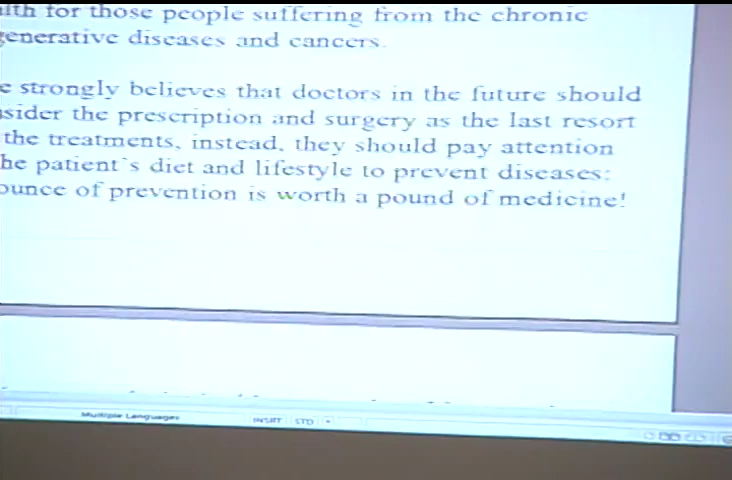 lth for those people suffering from the chronic
generative diseases and cancers.
e strongly believes that doctors in the future should
sider the prescription and surgery as the last resort
the treatments, instead, they should pay attention
he patient`s diet and lifestyle to prevent diseases:
ounce of prevention is worth a pound of medicine!
Multiple Languages INSRT STD